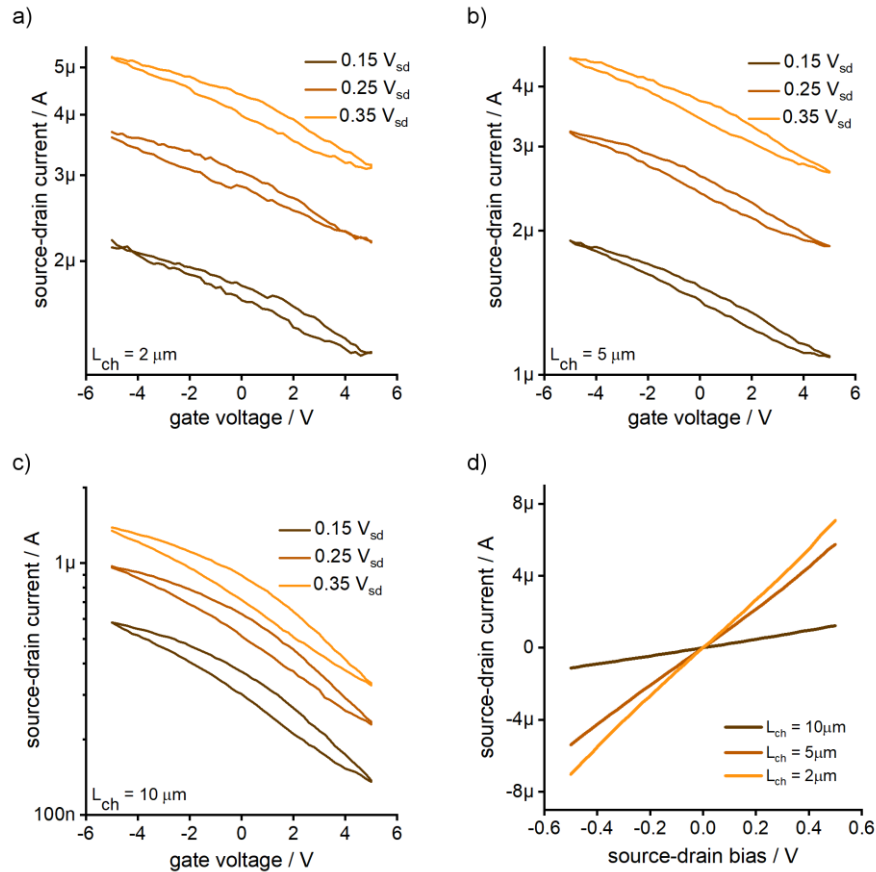 a)
source-drain current / A
5μ
4μ
3μ
2μ
0.15 V_sd
0.25 V_sd
0.35 V_sd
L_ch = 2 μm
-6 -4 -2 0 2 4 6
gate voltage / V
b)
source-drain current / A
4μ
3μ
2μ
1μ
0.15 V_sd
0.25 V_sd
0.35 V_sd
L_ch = 5 μm
-6 -4 -2 0 2 4 6
gate voltage / V
c)
source-drain current / A
1μ
100n
0.15 V_sd
0.25 V_sd
0.35 V_sd
L_ch = 10 μm
-6 -4 -2 0 2 4 6
gate voltage / V
d)
source-drain current / A
8μ
4μ
0
-4μ
-8μ
L_ch = 10μm
L_ch = 5μm
L_ch = 2μm
-0.6 -0.4 -0.2 0.0 0.2 0.4 0.6
source-drain bias / V